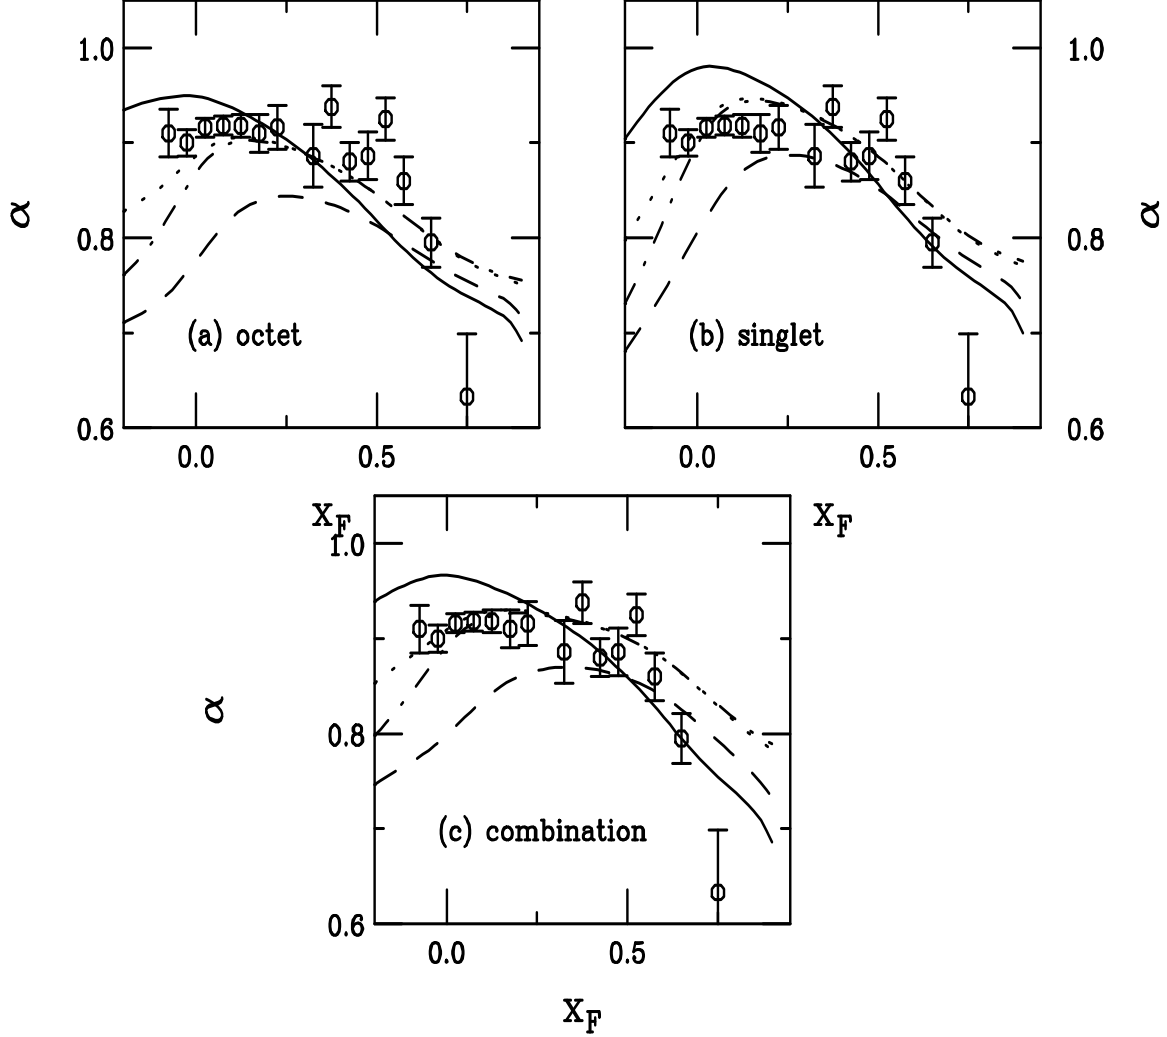 1.0 1.0
α 0.8 0.8 α
(a) octet (b) singlet
0.6 0.6
0.0 0.5 0.0 0.5
X_F X_F
1.0
α 0.8
(c) combination
0.6
0.0 0.5
X_F